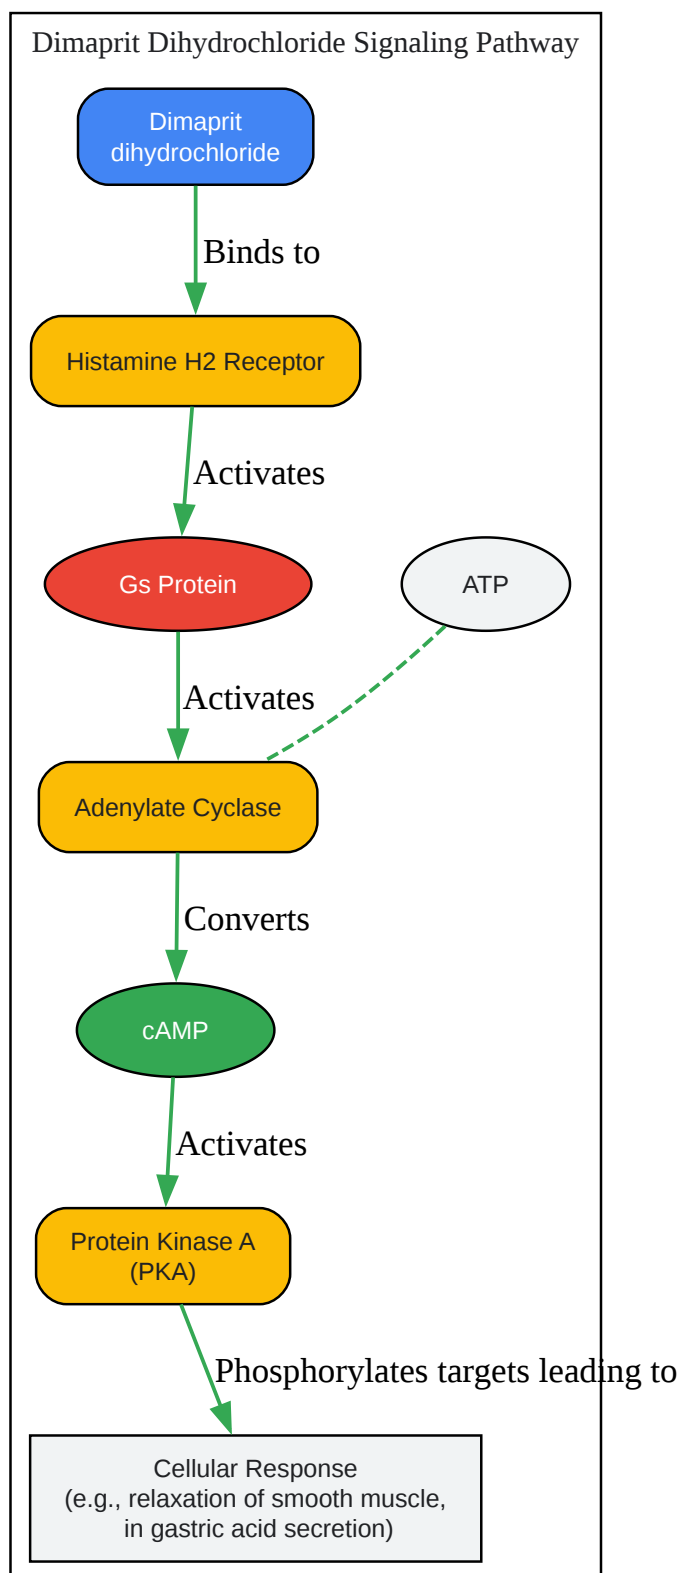 Dimaprit Dihydrochloride Signaling Pathway
Dimaprit
dihydrochloride
Binds to
Histamine H2 Receptor
Activates
Gs Protein
ATP
Activates
Adenylate Cyclase
Converts
cAMP
Activates
Protein Kinase A
(PKA)
Phosphorylates targets leading to
Cellular Response
(e.g., relaxation of smooth muscle,
in gastric acid secretion)